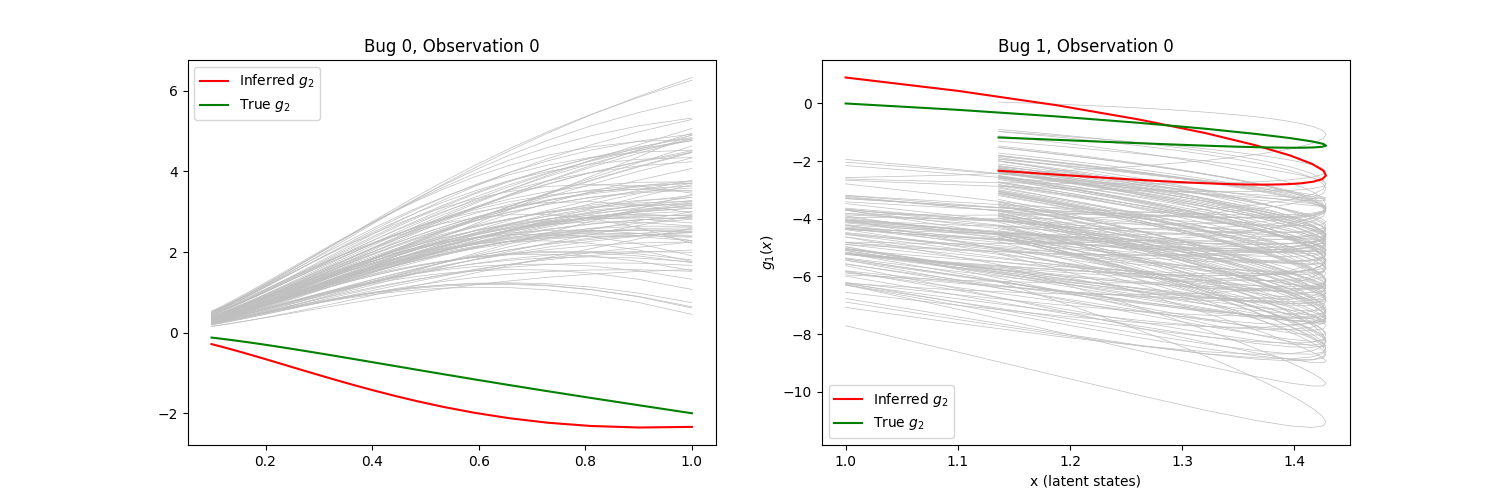 Bug 0, Observation 0
Inferred g₂
True g₂
6
4
2
0
−2
0.2 0.4 0.6 0.8 1.0
Bug 1, Observation 0
g₁(x)
0
−2
−4
−6
−8
−10
Inferred g₂
True g₂
1.0 1.1 1.2 1.3 1.4
x (latent states)